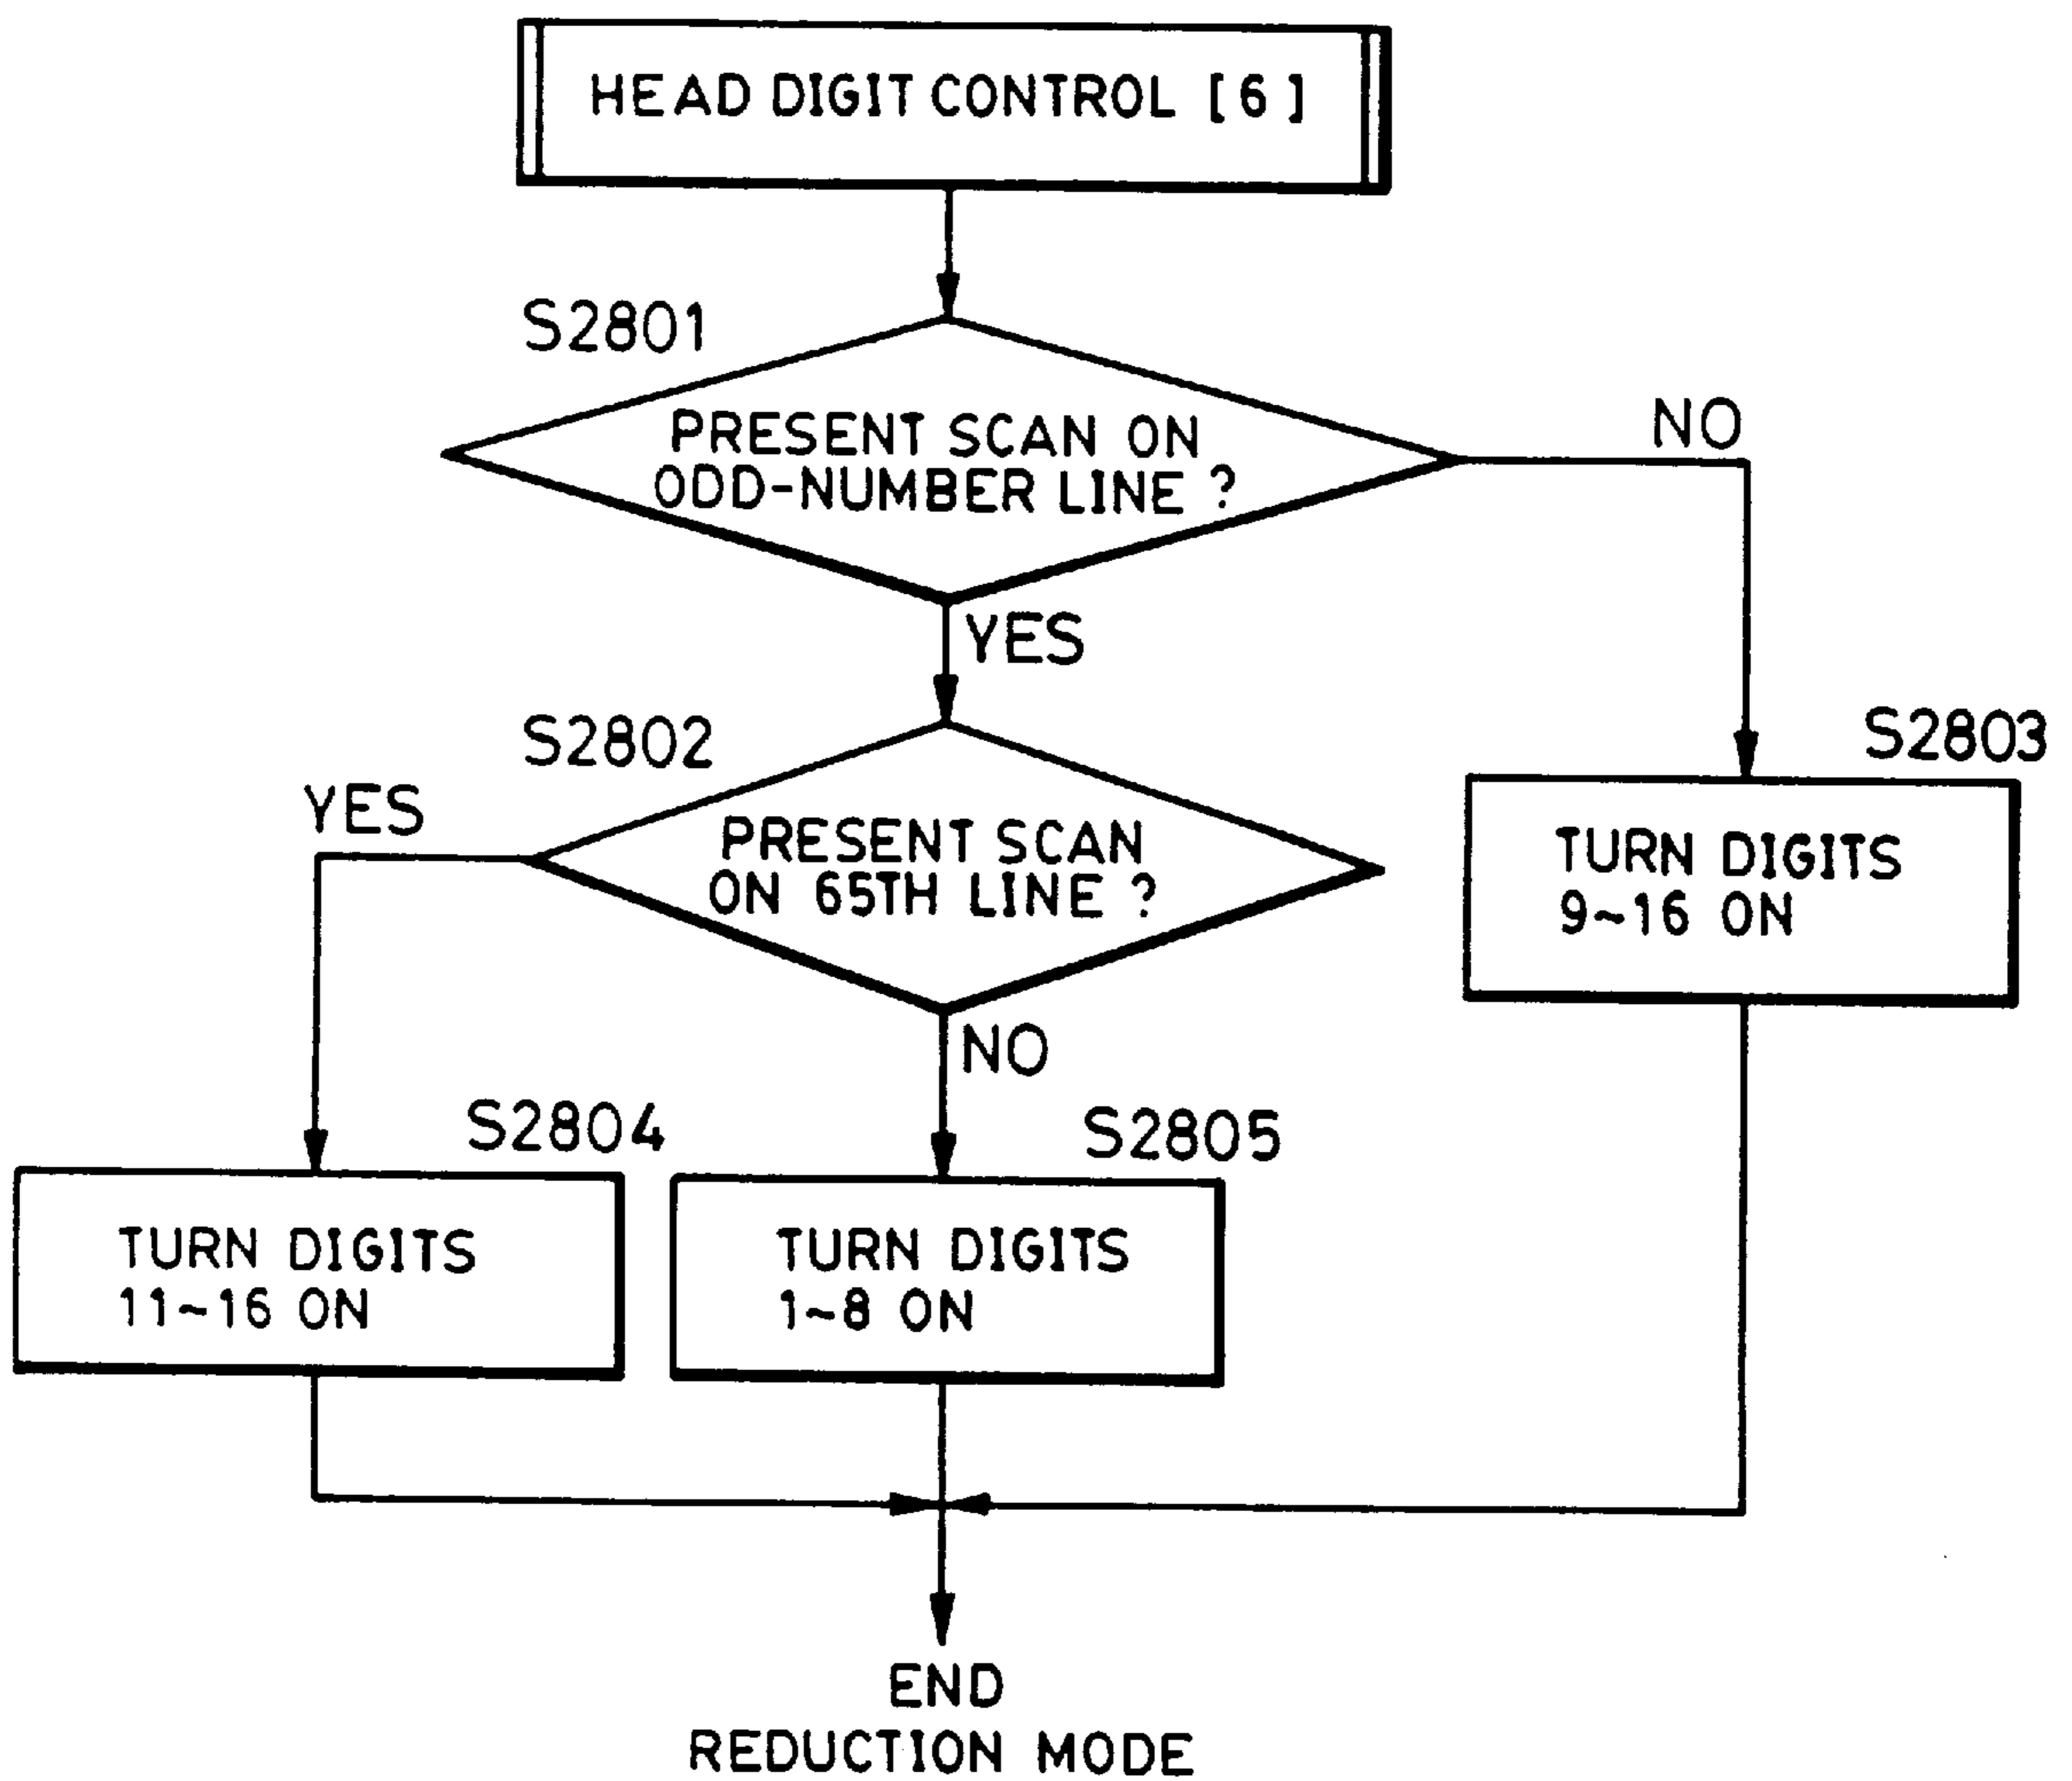 HEAD DIGIT CONTROL [6]
S2801
PRESENT SCAN ON
ODD-NUMBER LINE ?
NO
YES
S2802
S2803
YES
PRESENT SCAN
ON 65TH LINE ?
TURN DIGITS
9~16 ON
NO
S2804
S2805
TURN DIGITS
11~16 ON
TURN DIGITS
1~8 ON
END
REDUCTION MODE